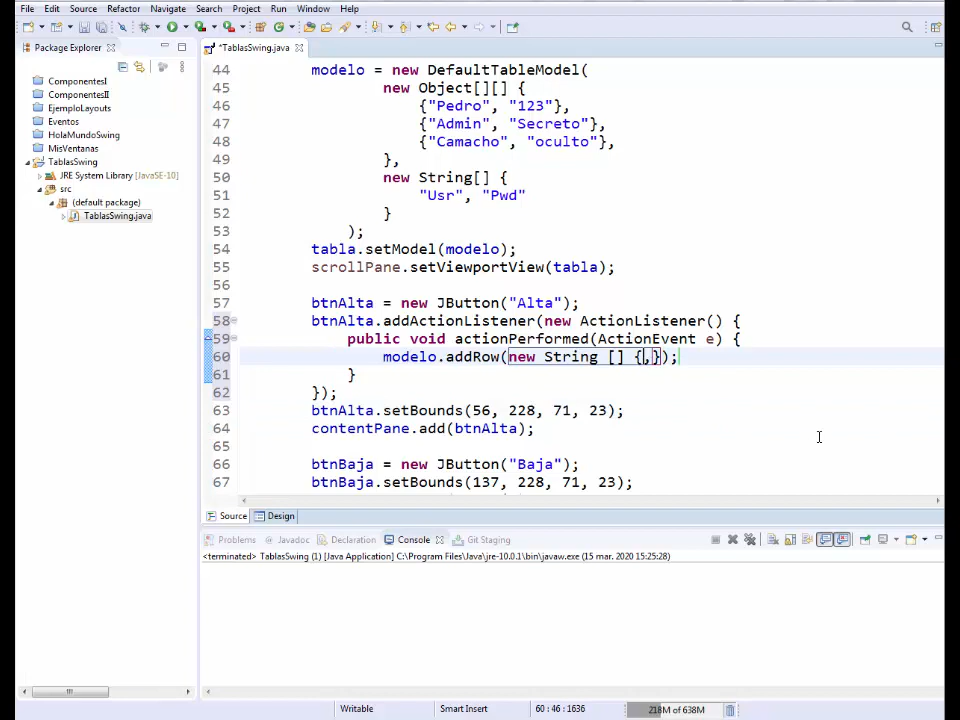 File Edit Source Refactor Navigate Search Project Run Window Help
Package Explorer
*TablasSwing.java
ComponentesI
ComponentesII
EjemploLayouts
Eventos
HolaMundoSwing
MisVentanas
TablasSwing
JRE System Library [JavaSE-10]
src
(default package)
TablasSwing.java
44 modelo = new DefaultTableModel(
45 new Object[][] {
46 {"Pedro", "123"},
47 {"Admin", "Secreto"},
48 {"Camacho", "oculto"},
49 },
50 new String[] {
51 "Usr", "Pwd"
52 }
53 );
54 tabla.setModel(modelo);
55 scrollPane.setViewportView(tabla);
56
57 btnAlta = new JButton("Alta");
58 btnAlta.addActionListener(new ActionListener() {
59 public void actionPerformed(ActionEvent e) {
60 modelo.addRow(new String [] {,});
61 }
62 });
63 btnAlta.setBounds(56, 228, 71, 23);
64 contentPane.add(btnAlta);
65
66 btnBaja = new JButton("Baja");
67 btnBaja.setBounds(137, 228, 71, 23);
Source Design
Problems Javadoc Declaration Console Git Staging
<terminated> TablasSwing (1) [Java Application] C:\Program Files\Java\jre-10.0.1\bin\javaw.exe (15 mar. 2020 15:25:28)
Writable Smart Insert 60 : 46 : 1636 218M of 638M